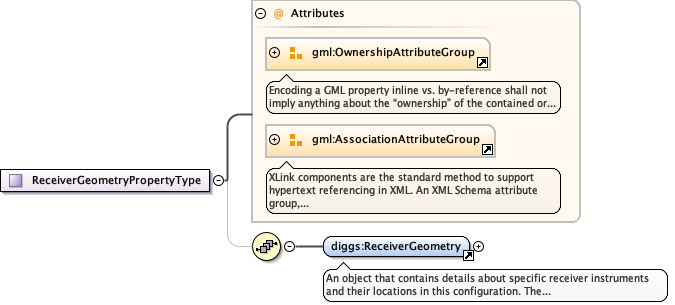 @ Attributes
gml:OwnershipAttributeGroup
Encoding a GML property inline vs. by-reference shall not
imply anything about the “ownership” of the contained or...
gml:AssociationAttributeGroup
XLink components are the standard method to support
hypertext referencing in XML. An XML Schema attribute
group,...
ReceiverGeometryPropertyType
diggs:ReceiverGeometry
An object that contains details about specific receiver instruments
and their locations in this configuration. The...